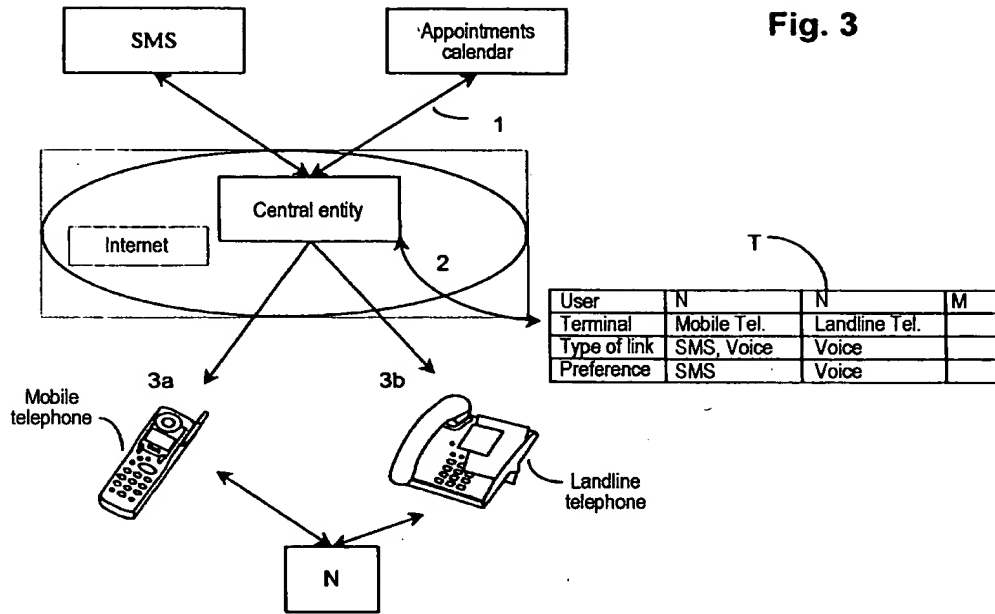 Fig. 3
SMS
Appointments
calendar
1
Central entity
Internet
2
T
User N N M
Terminal Mobile Tel. Landline Tel.
Type of link SMS, Voice Voice
Preference SMS Voice
3a
3b
Mobile
telephone
Landline
telephone
N